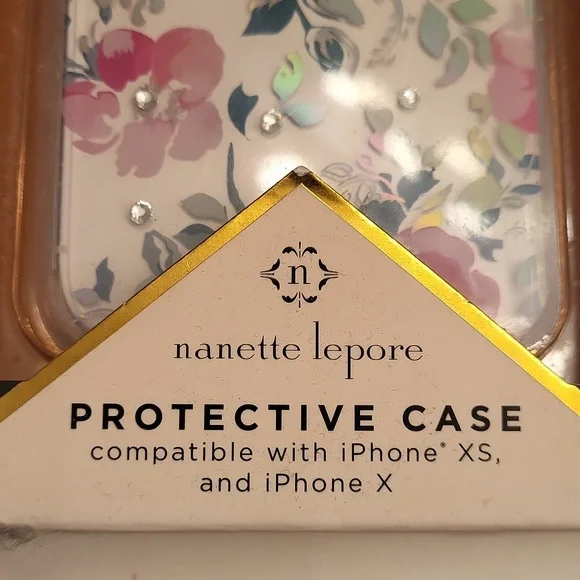 n
nanette lepore
PROTECTIVE CASE
compatible with iPhone® XS,
and iPhone X